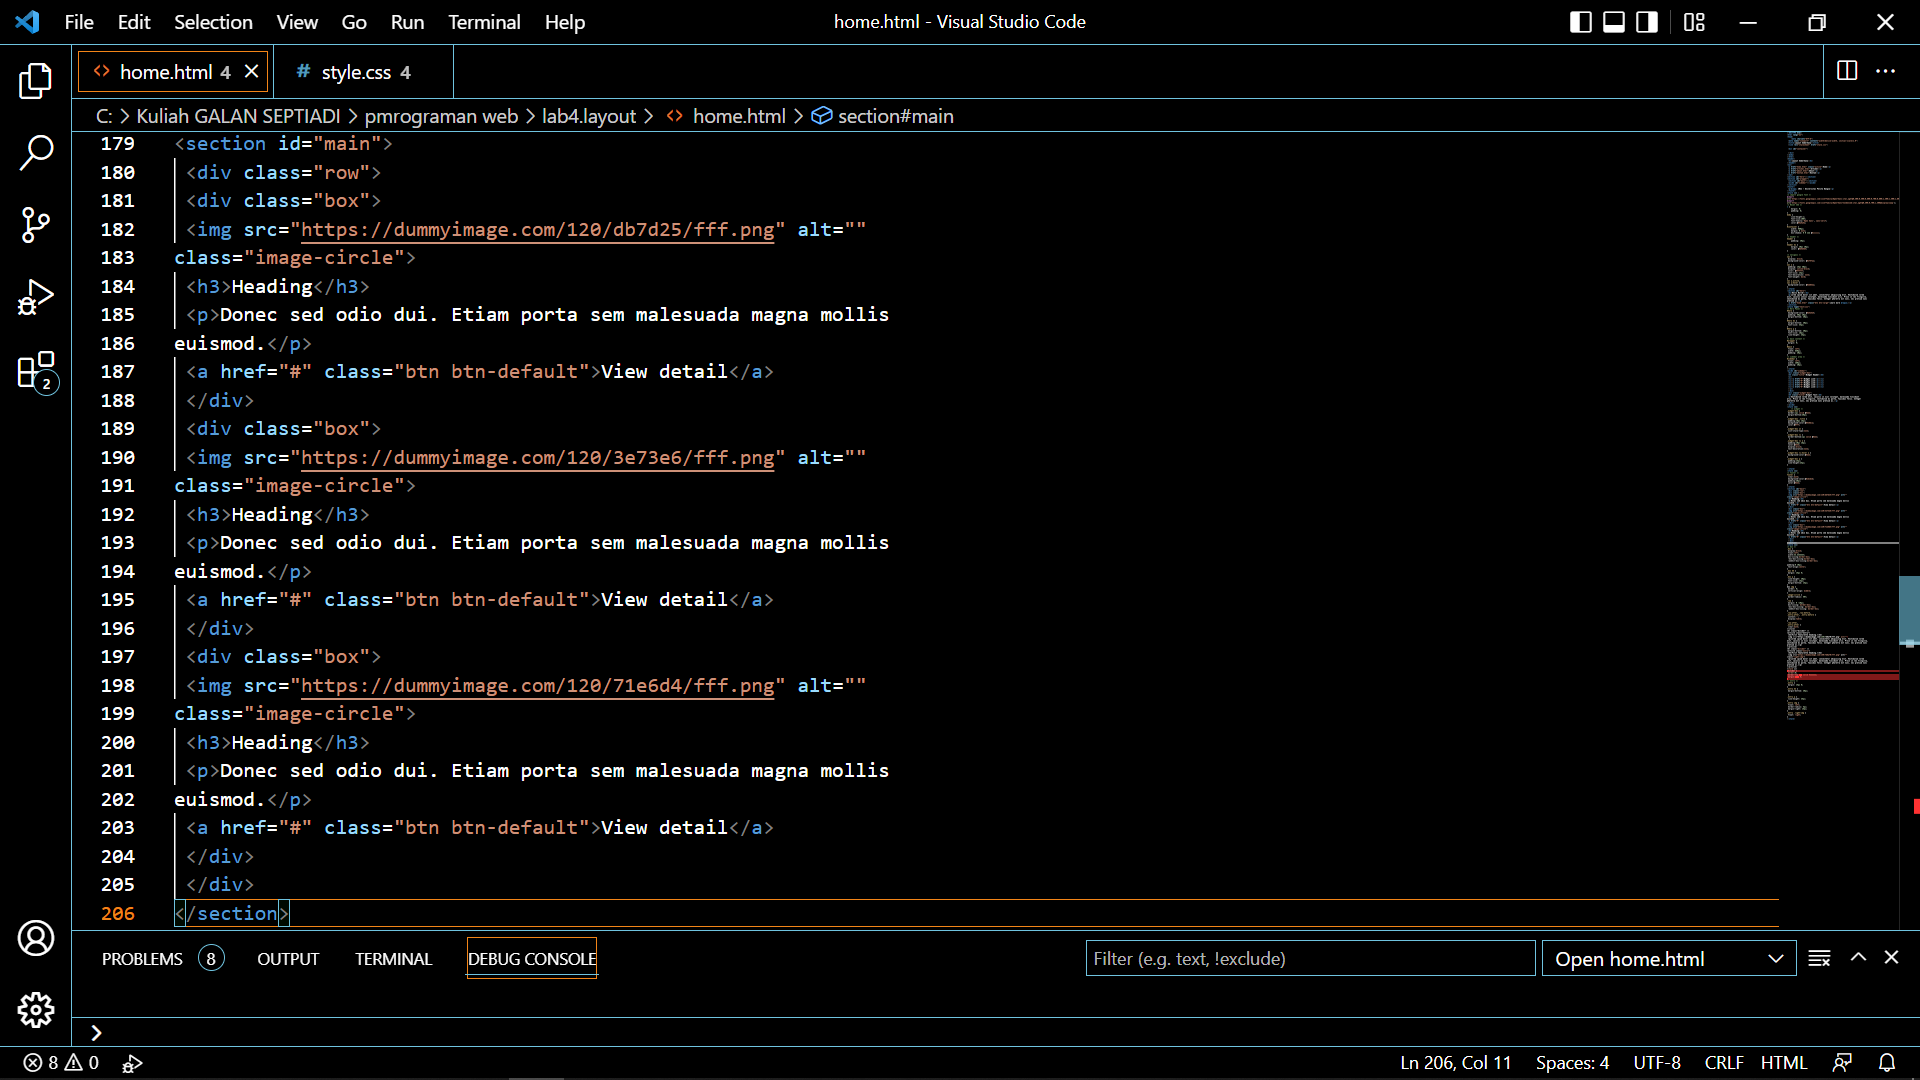 File Edit Selection View Go Run Terminal Help home.html - Visual Studio Code
home.html 4 # style.css 4
C: > Kuliah GALAN SEPTIADI > pmrograman web > lab4.layout > home.html > section#main
179 <section id="main">
180 <div class="row">
181 <div class="box">
182 <img src="https://dummyimage.com/120/db7d25/fff.png" alt=""
183 class="image-circle">
184 <h3>Heading</h3>
185 <p>Donec sed odio dui. Etiam porta sem malesuada magna mollis
186 euismod.</p>
187 <a href="#" class="btn btn-default">View detail</a>
188 </div>
189 <div class="box">
190 <img src="https://dummyimage.com/120/3e73e6/fff.png" alt=""
191 class="image-circle">
192 <h3>Heading</h3>
193 <p>Donec sed odio dui. Etiam porta sem malesuada magna mollis
194 euismod.</p>
195 <a href="#" class="btn btn-default">View detail</a>
196 </div>
197 <div class="box">
198 <img src="https://dummyimage.com/120/71e6d4/fff.png" alt=""
199 class="image-circle">
200 <h3>Heading</h3>
201 <p>Donec sed odio dui. Etiam porta sem malesuada magna mollis
202 euismod.</p>
203 <a href="#" class="btn btn-default">View detail</a>
204 </div>
205 </div>
206 </section>
2
PROBLEMS 8 OUTPUT TERMINAL DEBUG CONSOLE Filter (e.g. text, !exclude) Open home.html
8 0 Ln 206, Col 11 Spaces: 4 UTF-8 CRLF HTML